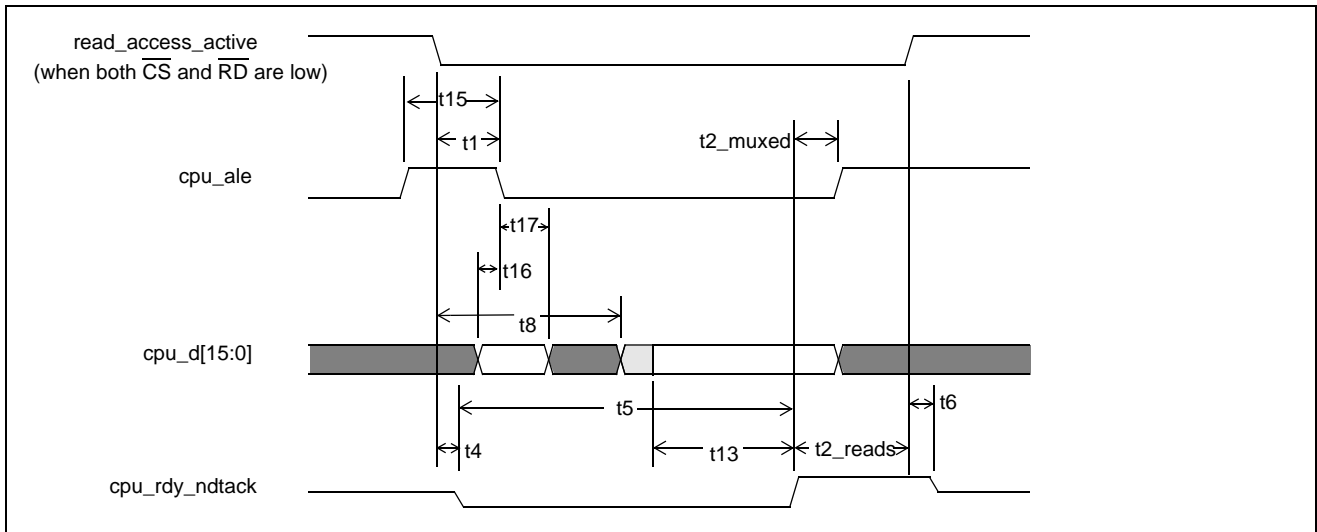 read_access_active
(when both CS and RD are low)
t15
t1
t2_muxed
cpu_ale
t17
t16
t8
cpu_d[15:0]
t5
t6
t4
t13
t2_reads
cpu_rdy_ndtack